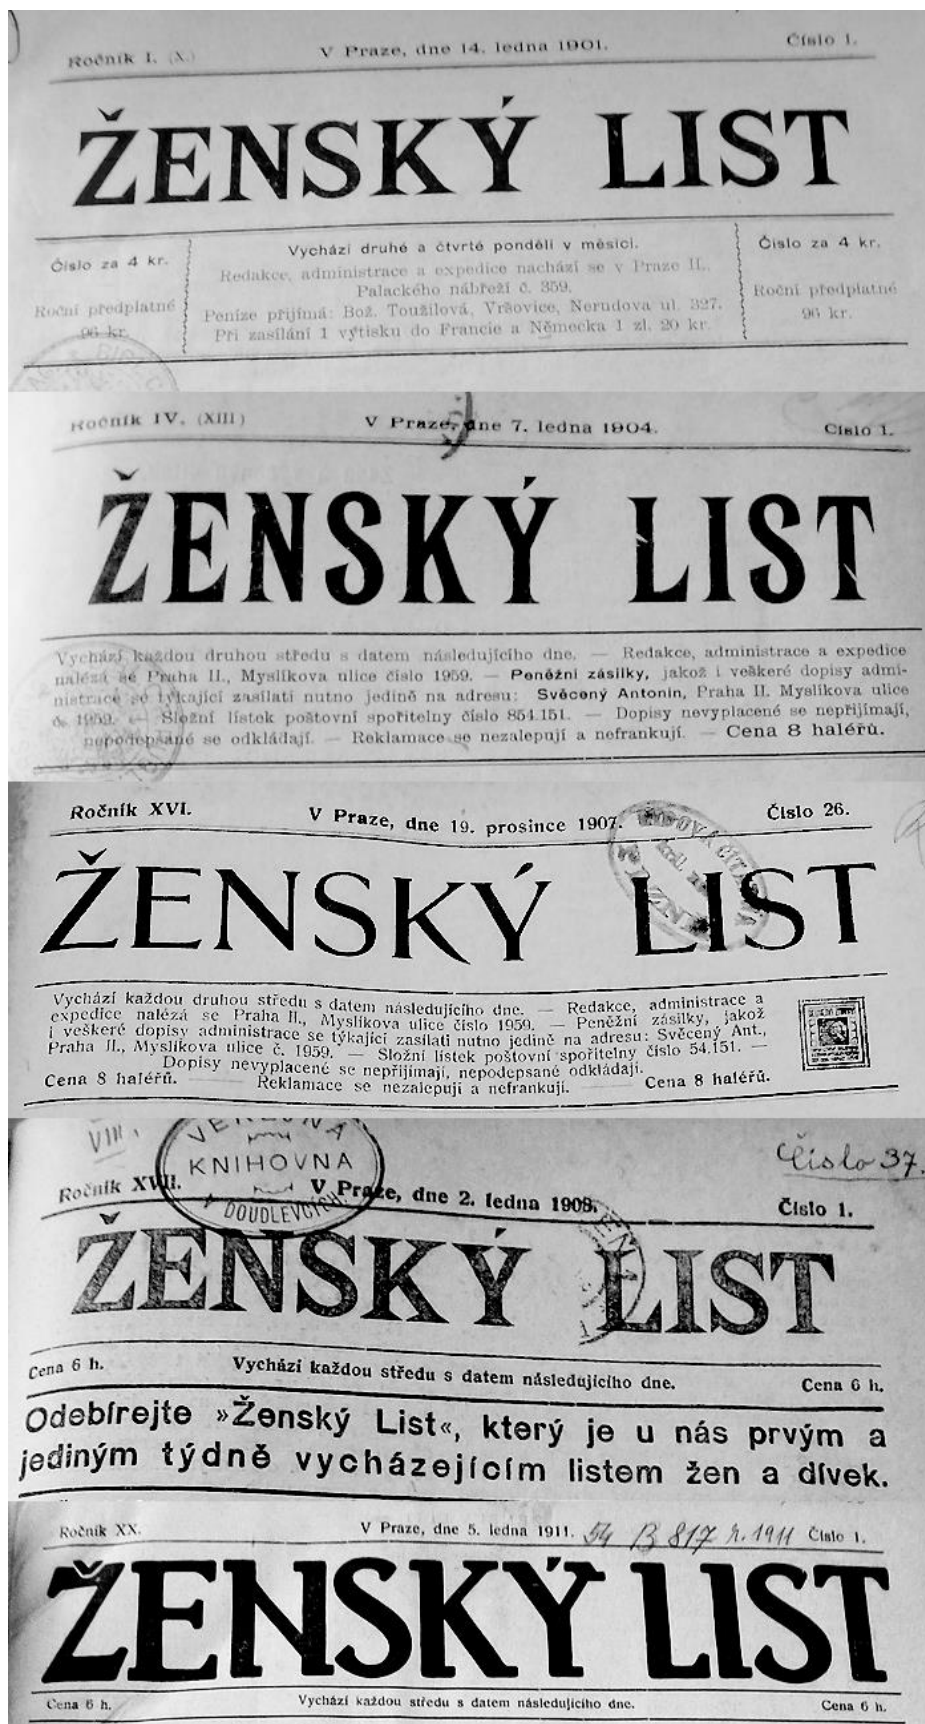 Ročník I. (X.) V Praze, dne 14. ledna 1901. Číslo 1.
ŽENSKÝ LIST
Číslo za 4 kr.
Roční předplatné
96 kr.
Vychází druhé a čtvrté pondělí v měsíci.
Redakce, administrace a expedice nachází se v Praze II.,
Palackého nábřeží č. 359.
Peníze přijímá: Bož. Toužilová, Vršovice, Nerudova ul. 327.
Při zasílání 1 výtisku do Francie a Německa 1 zl. 20 kr.
Číslo za 4 kr.
Roční předplatné
96 kr.
Ročník IV. (XIII) V Praze, dne 7. ledna 1904. Číslo 1.
ŽENSKÝ LIST
Vychází každou druhou středu s datem následujícího dne. — Redakce, administrace a expedice
nalézá se Praha II., Myslíkova ulice číslo 1959. — Peněžní zásilky, jakož i veškeré dopisy admi-
nistrace se týkající zasílati nutno jedině na adresu: Svěcený Antonín, Praha II. Myslíkova ulice
č. 1959. — Složní lístek poštovní spořitelny číslo 854.151. — Dopisy nevyplacené se nepřijímají,
nepodepsané se odkládají. — Reklamace se nezalepují a nefrankují. — Cena 8 haléřů.
Ročník XVI. V Praze, dne 19. prosince 1907. Číslo 26.
ŽENSKÝ LIST
Vychází každou druhou středu s datem následujícího dne. — Redakce, administrace a
expedice nalézá se Praha II., Myslíkova ulice číslo 1959. — Peněžní zásilky, jakož
i veškeré dopisy administrace se týkající zasílati nutno jedině na adresu: Svěcený Ant.,
Praha II., Myslíkova ulice č. 1959. — Složní lístek poštovní spořitelny číslo 54.151. —
Dopisy nevyplacené se nepřijímají, nepodepsané odkládají.
Cena 8 haléřů. — Reklamace se nezalepují a nefrankují. Cena 8 haléřů.
VIII. Číslo 37.
KNIHOVNA
V DOUDLEVCÍCH
Ročník XVII. V Praze, dne 2. ledna 1908. Číslo 1.
ŽENSKÝ LIST
Cena 6 h. Vychází každou středu s datem následujícího dne. Cena 6 h.
Odebírejte »Ženský List«, který je u nás prvým a
jediným týdně vycházejícím listem žen a dívek.
Ročník XX. V Praze, dne 5. ledna 1911. 54 B 817 r. 1911 Číslo 1.
ŽENSKÝ LIST
Cena 6 h. Vychází každou středu s datem následujícího dne. Cena 6 h.